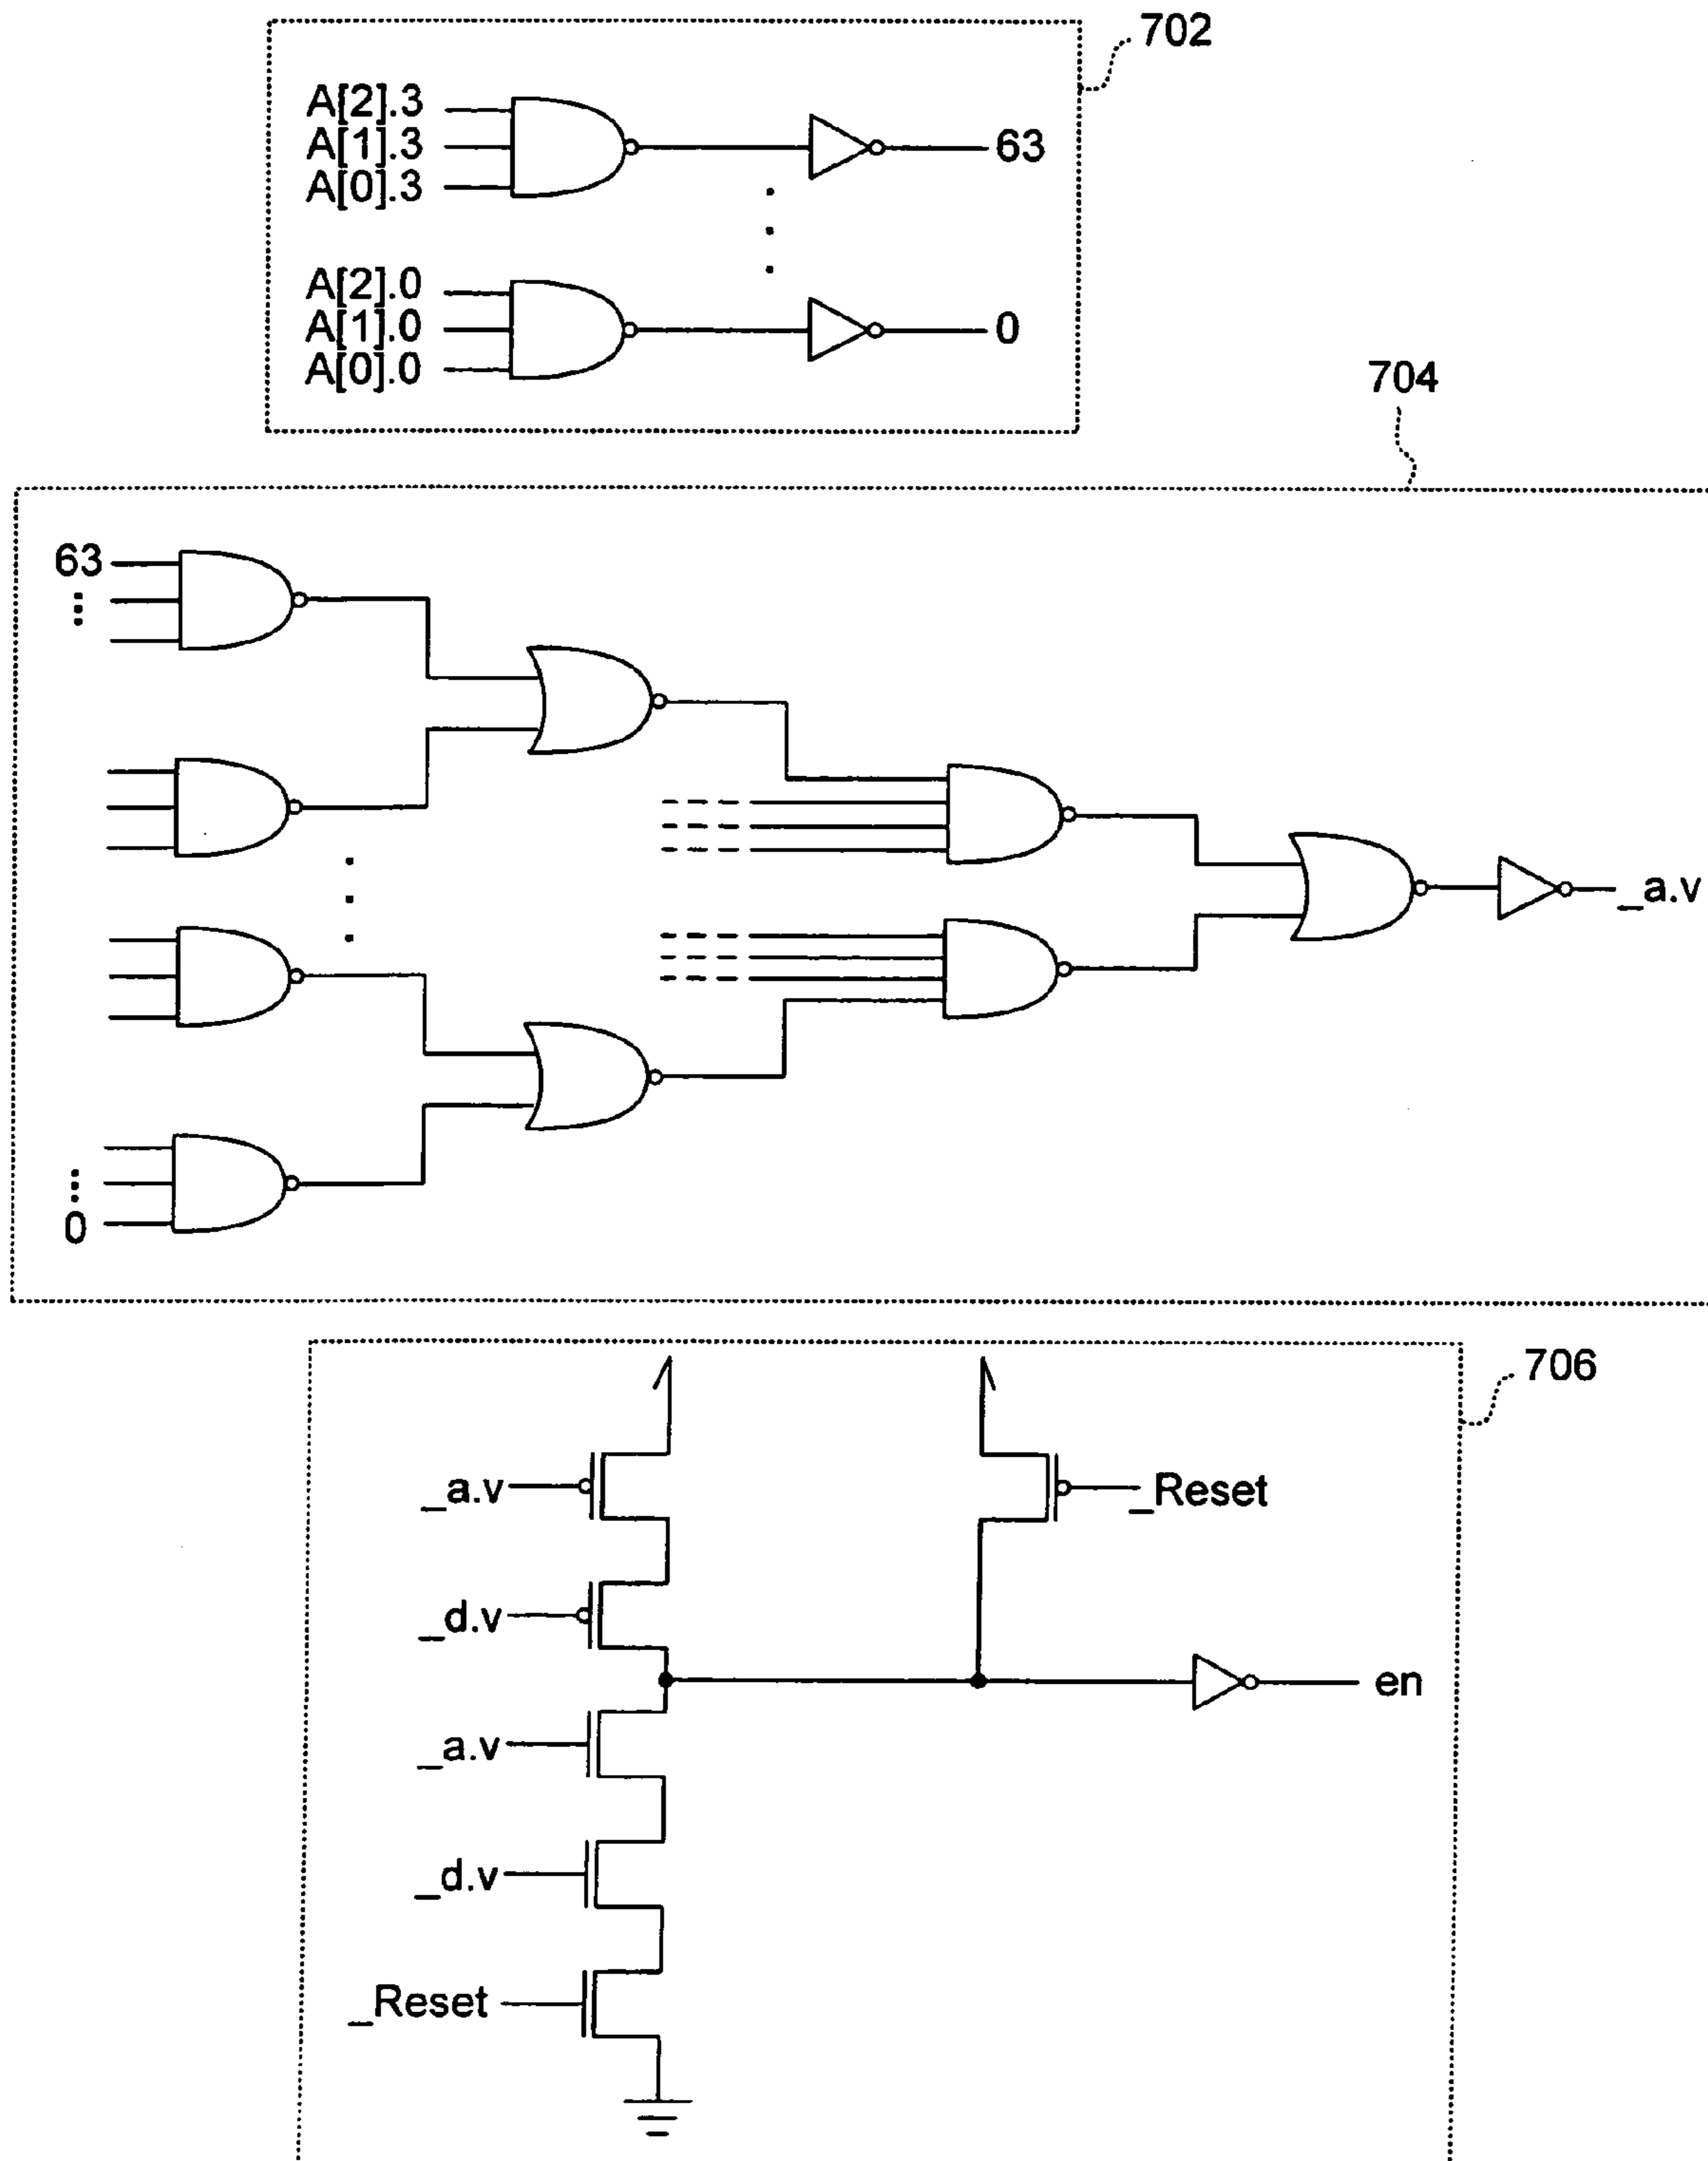 702
A[2].3
A[1].3
A[0].3
63
A[2].0
A[1].0
A[0].0
0
704
63
_a.v
0
706
_a.v
_Reset
_d.v
en
_a.v
_d.v
_Reset